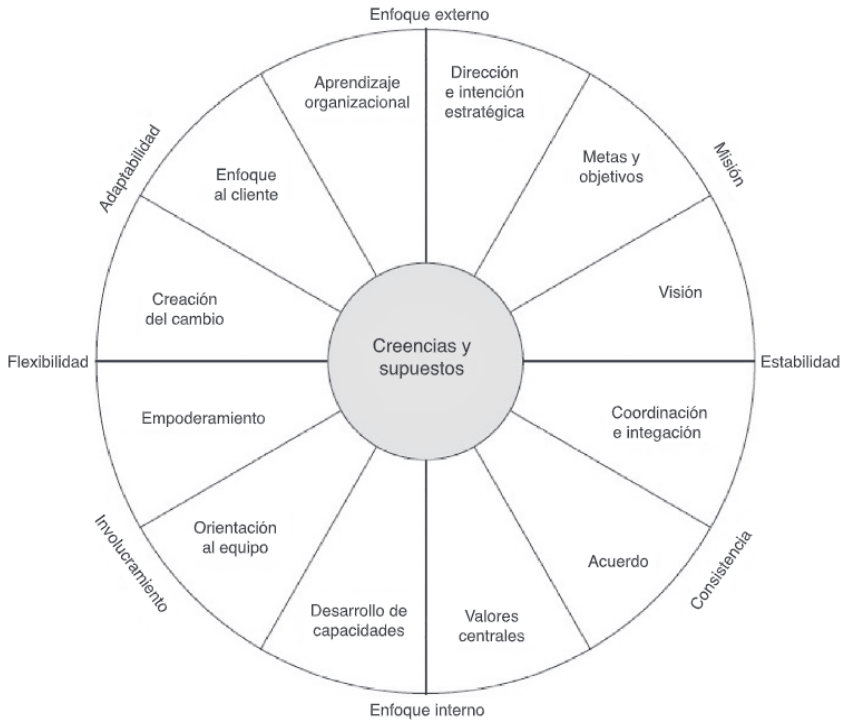 Enfoque externo
Aprendizaje
organizacional
Dirección
e intención
estratégica
Adaptabilidad
Enfoque
al cliente
Metas y
objetivos
Misión
Creación
del cambio
Visión
Flexibilidad
Creencias y
supuestos
Estabilidad
Empoderamiento
Coordinación
e integación
Involucramiento
Orientación
al equipo
Acuerdo
Consistencia
Desarrollo de
capacidades
Valores
centrales
Enfoque interno